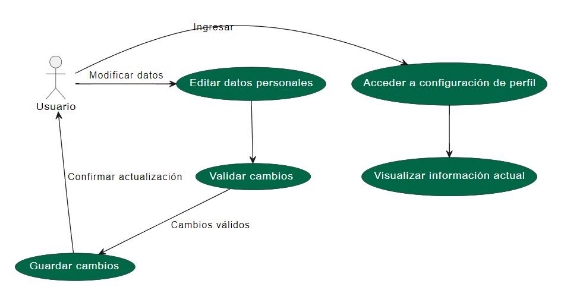 Ingresar
Modificar datos
Editar datos personales
Acceder a configuración de perfil
Usuario
Confirmar actualización
Validar cambios
Visualizar información actual
Cambios válidos
Guardar cambios